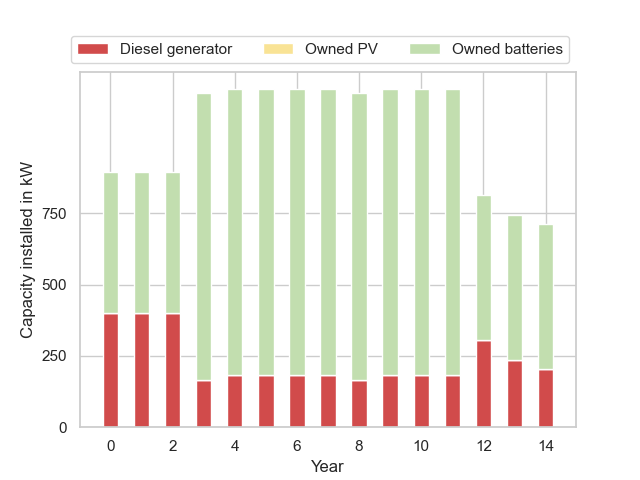 Diesel generator Owned PV Owned batteries
Capacity installed in kW
750
500
250
0
0 2 4 6 8 10 12 14
Year